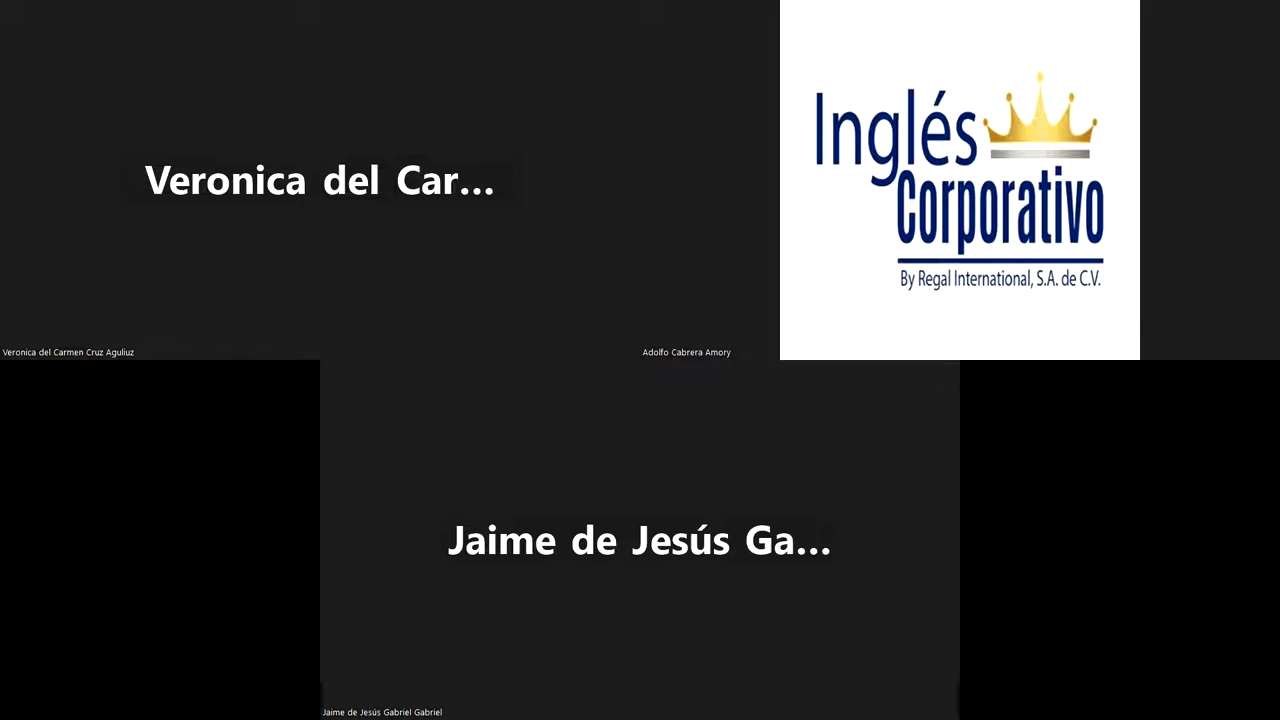 Veronica del Car...
Veronica del Carmen Cruz Aguliuz
Inglés
Corporativo
By Regal International, S.A. de C.V.
Adolfo Cabrera Amory
Jaime de Jesús Ga...
Jaime de Jesús Gabriel Gabriel